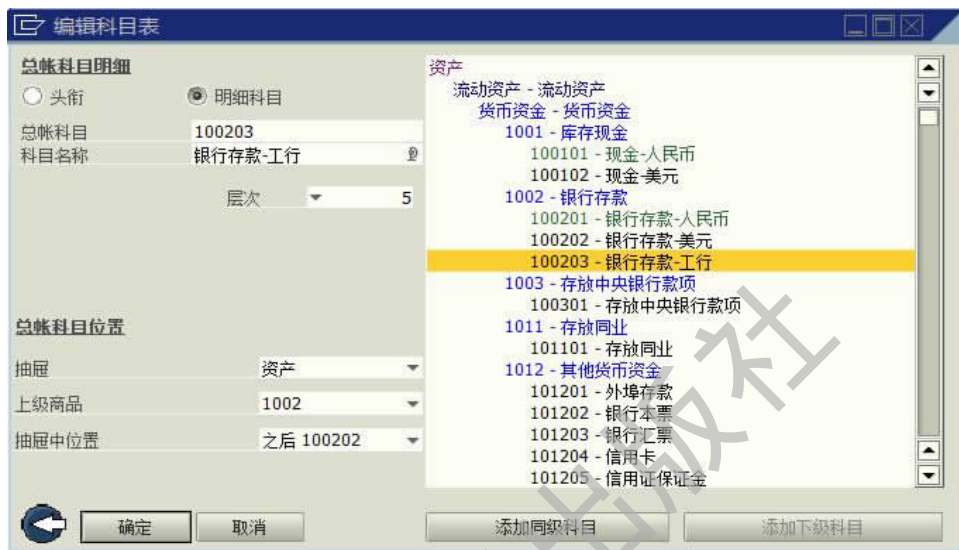 编辑科目表
总帐科目明细
头衔
明细科目
总帐科目
100203
科目名称
银行存款-工行
层次
5
总帐科目位置
抽屉
资产
上级商品
1002
抽屉中位置
之后 100202
资产
流动资产 - 流动资产
货币资金 - 货币资金
1001 - 库存现金
100101 - 现金-人民币
100102 - 现金-美元
1002 - 银行存款
100201 - 银行存款-人民币
100202 - 银行存款-美元
100203 - 银行存款-工行
1003 - 存放中央银行款项
100301 - 存放中央银行款项
1011 - 存放同业
101101 - 存放同业
1012 - 其他货币资金
101201 - 外埠存款
101202 - 银行本票
101203 - 银行汇票
101204 - 信用卡
101205 - 信用证保证金
确定
取消
添加同级科目
添加下级科目
出版社